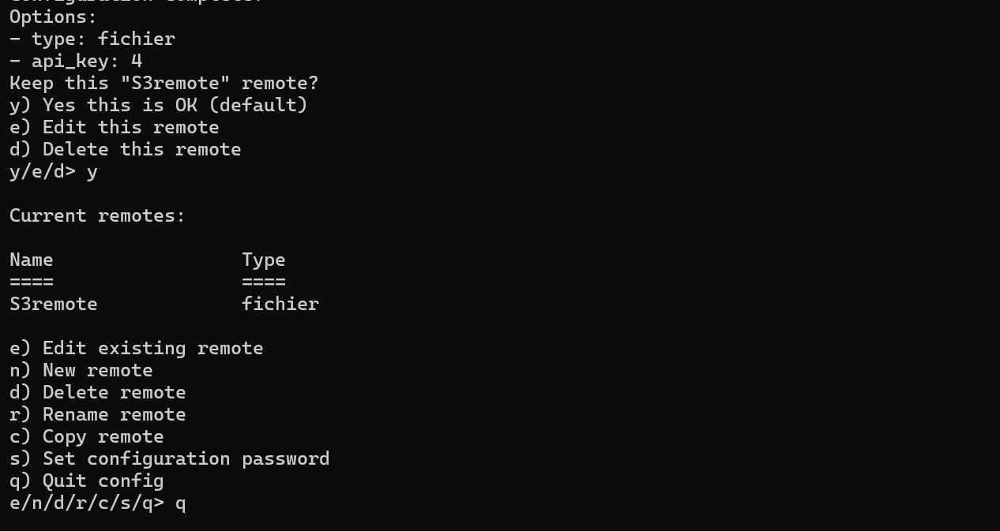 Configuration complete.
Options:
- type: fichier
- api_key: 4
Keep this "S3remote" remote?
y) Yes this is OK (default)
e) Edit this remote
d) Delete this remote
y/e/d> y
Current remotes:
Name                     Type
====                     ====
S3remote                 fichier
e) Edit existing remote
n) New remote
d) Delete remote
r) Rename remote
c) Copy remote
s) Set configuration password
q) Quit config
e/n/d/r/c/s/q> q